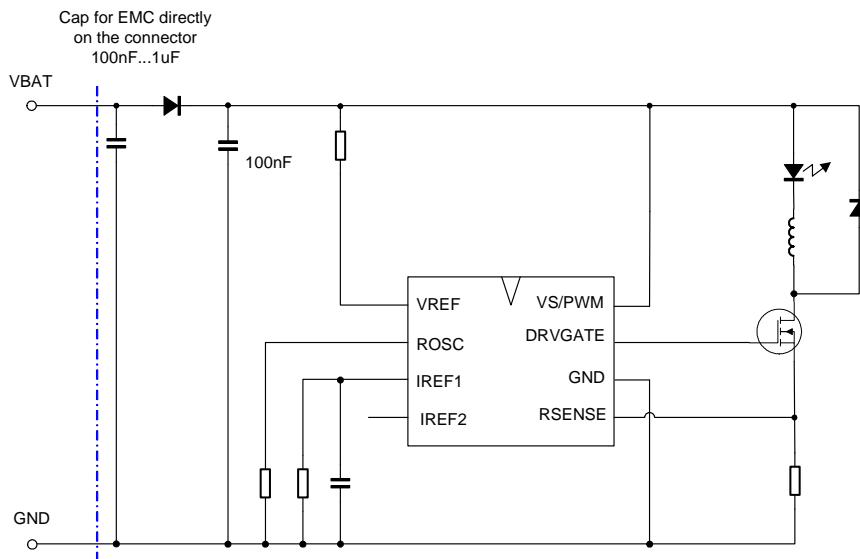 Cap for EMC directly
on the connector
100nF...1uF
VBAT
100nF
VREF
VS/PWM
DRVGATE
ROSC
IREF1
GND
IREF2
RSENSE
GND